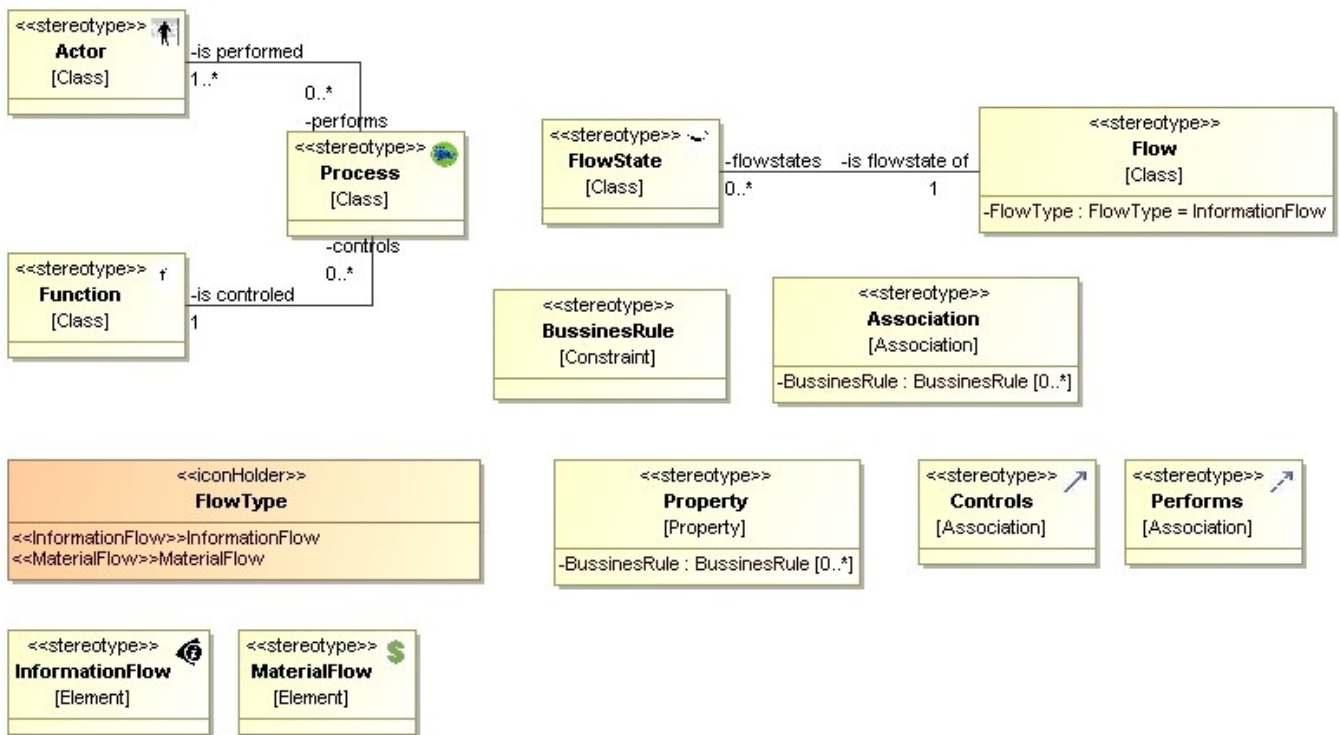 <<stereotype>>
Actor
[Class]
-is performed
1..*
0..*
-performs
<<stereotype>>
Process
[Class]
-controls
0..*
<<stereotype>>
f
Function
[Class]
-is controled
1
<<stereotype>>
FlowState
[Class]
-flowstates
0..*
-is flowstate of
1
<<stereotype>>
Flow
[Class]
-FlowType : FlowType = InformationFlow
<<stereotype>>
BussinesRule
[Constraint]
<<stereotype>>
Association
[Association]
-BussinesRule : BussinesRule [0..*]
<<iconHolder>>
FlowType
<<InformationFlow>>InformationFlow
<<MaterialFlow>>MaterialFlow
<<stereotype>>
Property
[Property]
-BussinesRule : BussinesRule [0..*]
<<stereotype>>
Controls
[Association]
<<stereotype>>
Performs
[Association]
<<stereotype>>
InformationFlow
[Element]
<<stereotype>>
$
MaterialFlow
[Element]